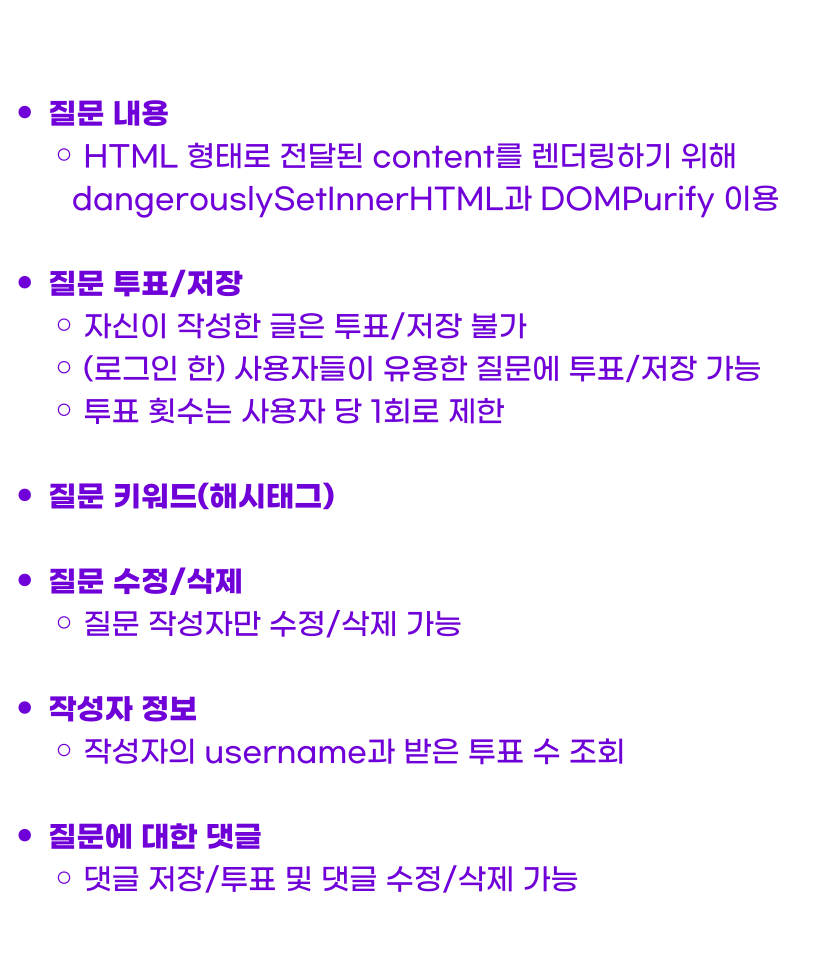 • 질문 내용
○ HTML 형태로 전달된 content를 렌더링하기 위해
dangerouslySetInnerHTML과 DOMPurify 이용
• 질문 투표/저장
○ 자신이 작성한 글은 투표/저장 불가
○ (로그인 한) 사용자들이 유용한 질문에 투표/저장 가능
○ 투표 횟수는 사용자 당 1회로 제한
• 질문 키워드(해시태그)
• 질문 수정/삭제
○ 질문 작성자만 수정/삭제 가능
• 작성자 정보
○ 작성자의 username과 받은 투표 수 조회
• 질문에 대한 댓글
○ 댓글 저장/투표 및 댓글 수정/삭제 가능